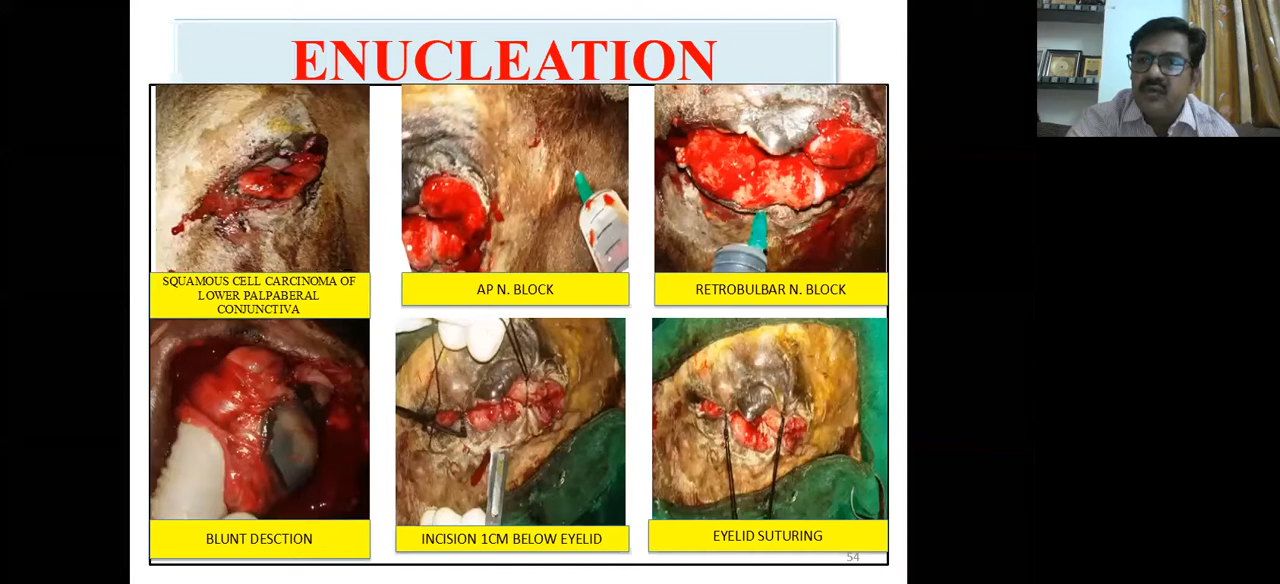 ENUCLEATION
SQUAMOUS CELL CARCINOMA OF
LOWER PALPABERAL
CONJUNCTIVA
AP N. BLOCK
RETROBULBAR N. BLOCK
BLUNT DESCTION
INCISION 1CM BELOW EYELID
EYELID SUTURING
54